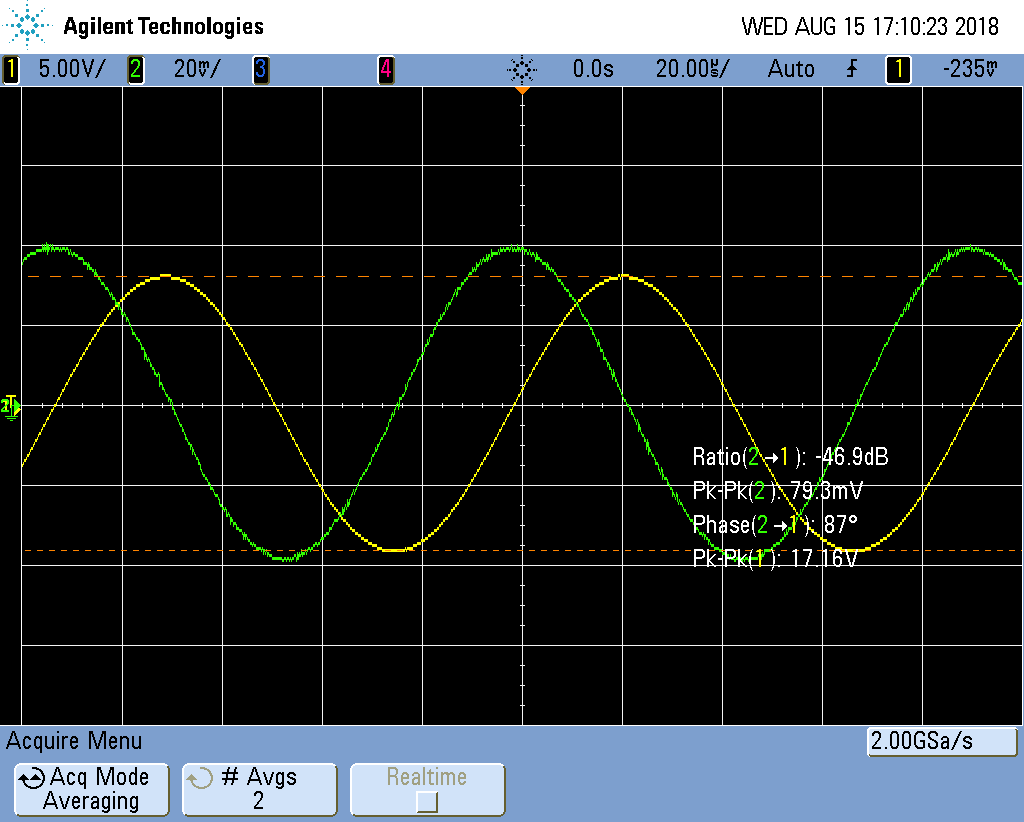 Agilent Technologies WED AUG 15 17:10:23 2018
1 5.00V/ 2 20mV/ 3 4 0.0s 20.00µs/ Auto 1 -235mV
Ratio(2→1): -46.9dB
Pk-Pk(2): 79.3mV
Phase(2→1): 87°
Pk-Pk(1): 17.16V
Acquire Menu 2.00GSa/s
Acq Mode # Avgs Realtime
Averaging 2